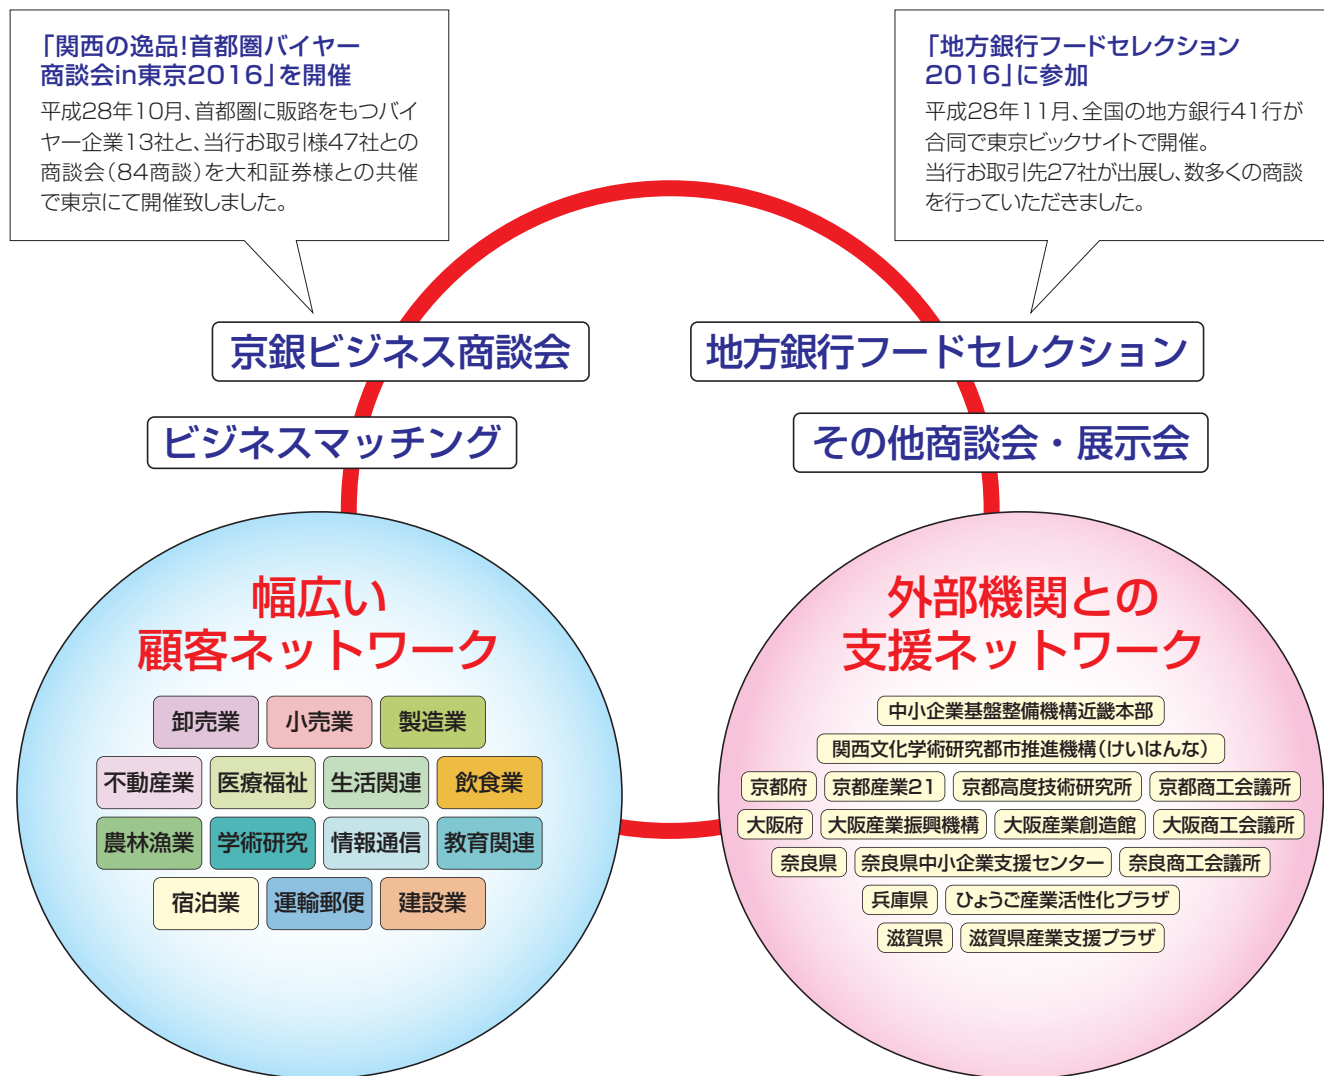 「関西の逸品！首都圏バイヤー
商談会in東京2016」を開催
平成28年10月、首都圏に販路をもつバイ
ヤー企業13社と、当行お取引様47社との
商談会（84商談）を大和証券様との共催
で東京にて開催致しました。
「地方銀行フードセレクション
2016」に参加
平成28年11月、全国の地方銀行41行が
合同で東京ビックサイトで開催。
当行お取引先27社が出展し、数多くの商談
を行っていただきました。
京銀ビジネス商談会
地方銀行フードセレクション
ビジネスマッチング
その他商談会・展示会
幅広い
顧客ネットワーク
卸売業 小売業 製造業
不動産業 医療福祉 生活関連 飲食業
農林漁業 学術研究 情報通信 教育関連
宿泊業 運輸郵便 建設業
外部機関との
支援ネットワーク
中小企業基盤整備機構近畿本部
関西文化学術研究都市推進機構（けいはんな）
京都府 京都産業21 京都高度技術研究所 京都商工会議所
大阪府 大阪産業振興機構 大阪産業創造館 大阪商工会議所
奈良県 奈良県中小企業支援センター 奈良商工会議所
兵庫県 ひょうご産業活性化プラザ
滋賀県 滋賀県産業支援プラザ